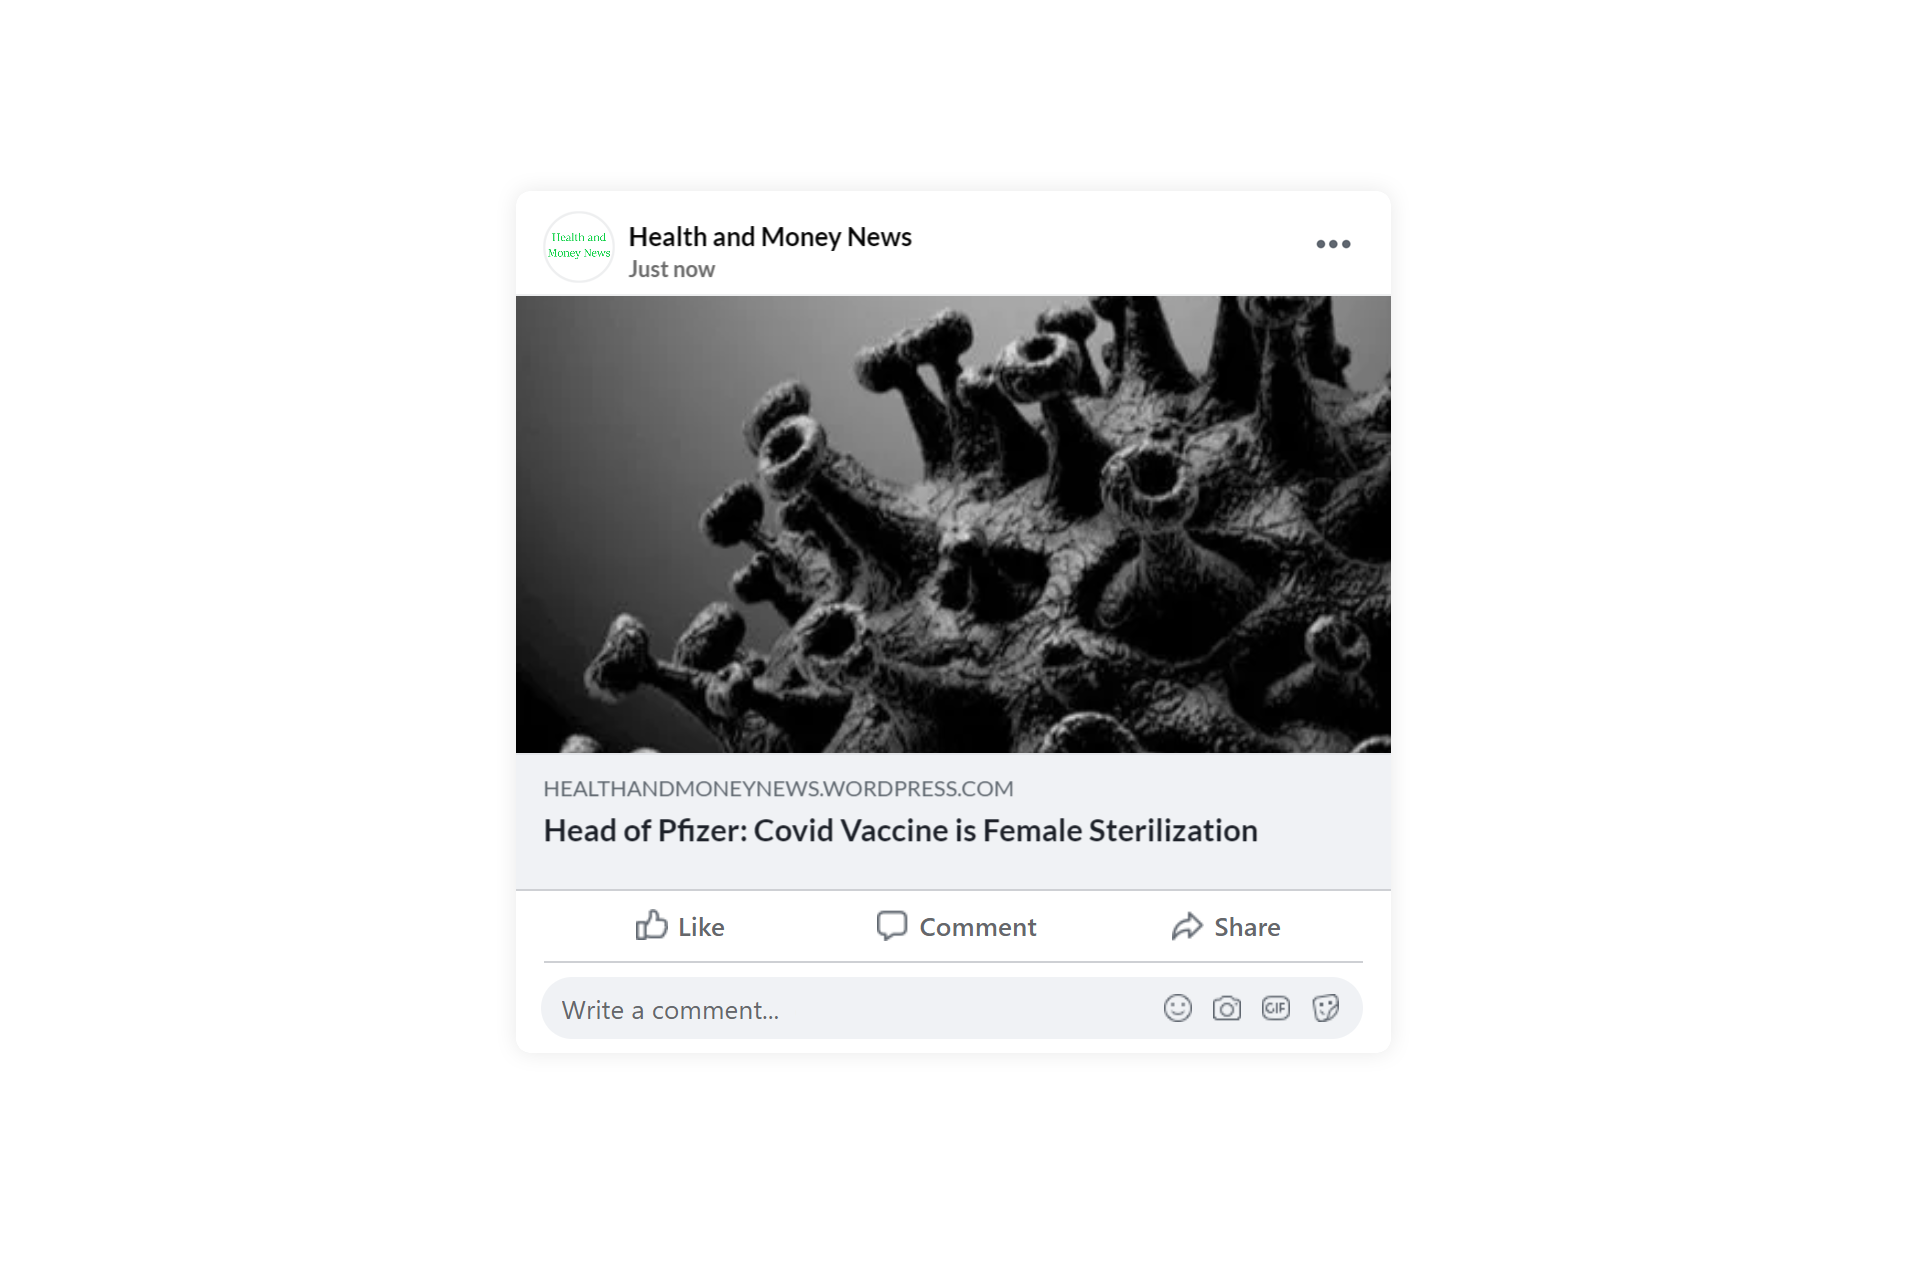 Health and
Money News
Health and Money News
Just now
HEALTHANDMONEYNEWS.WORDPRESS.COM
Head of Pfizer: Covid Vaccine is Female Sterilization
Like
Comment
Share
Write a comment...
GIF